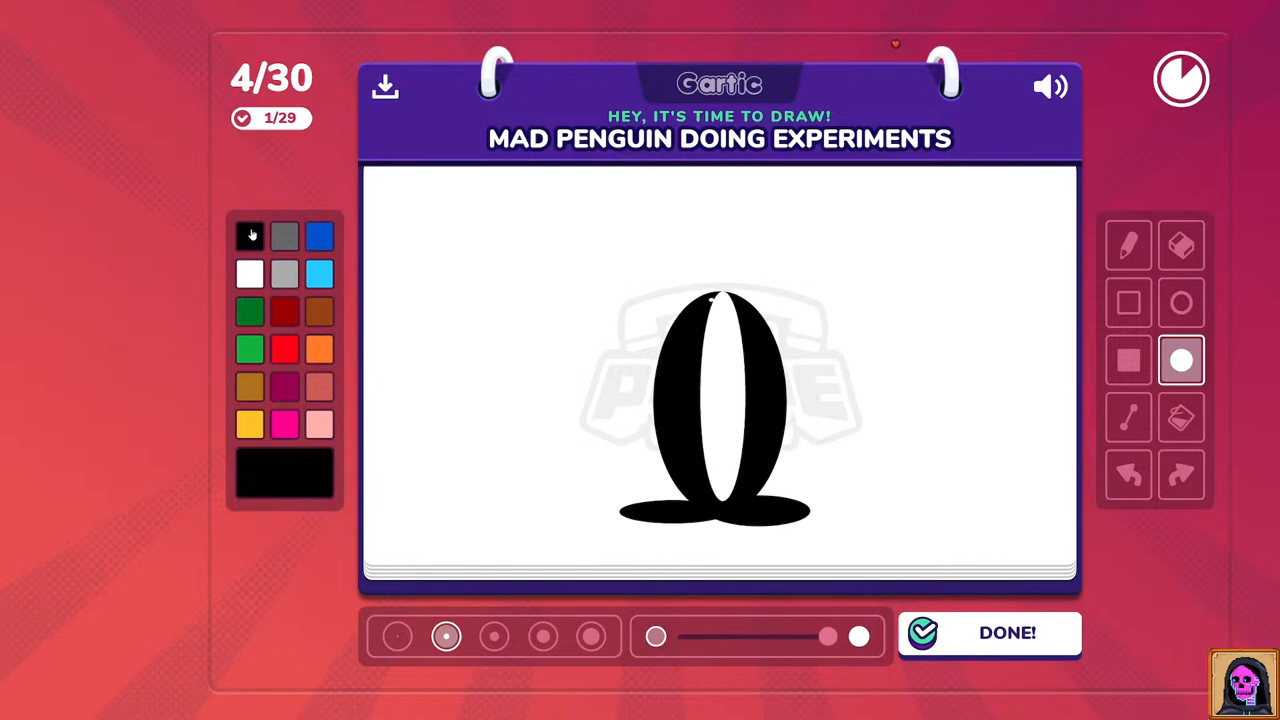 4/30
1/29
Gartic
HEY, IT'S TIME TO DRAW!
MAD PENGUIN DOING EXPERIMENTS
DONE!